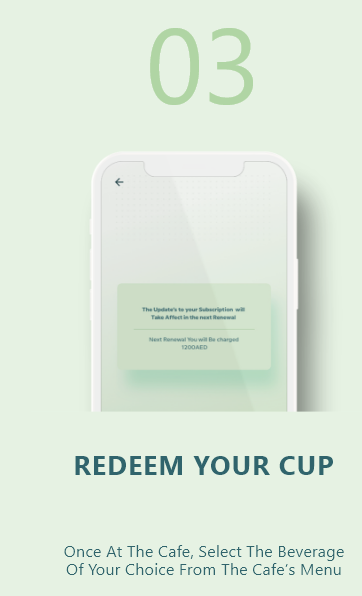 03
The Update's to your Subscription will
Take Affect in the next Renewal
Next Renewal You will Be charged
1200AED
REDEEM YOUR CUP
Once At The Cafe, Select The Beverage
Of Your Choice From The Cafe's Menu